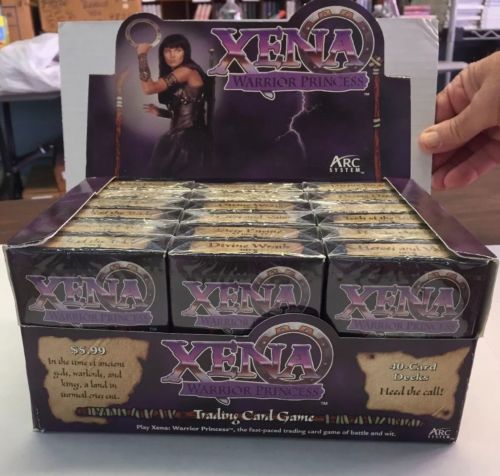 XENA
WARRIOR PRINCESS™
ARC
SYSTEM™
Divine Wrath
XENA
WARRIOR PRINCESS
XENA
WARRIOR PRINCESS
XENA
WARRIOR PRINCESS
$5.99
In the time of ancient
gods, warlords, and
kings, a land in
turmoil cries out.
XENA
WARRIOR PRINCESS™
40-Card
Decks
Heed the call!
Trading Card Game
Play Xena: Warrior Princess™, the fast-paced trading card game of battle and wit.
ARC
SYSTEM